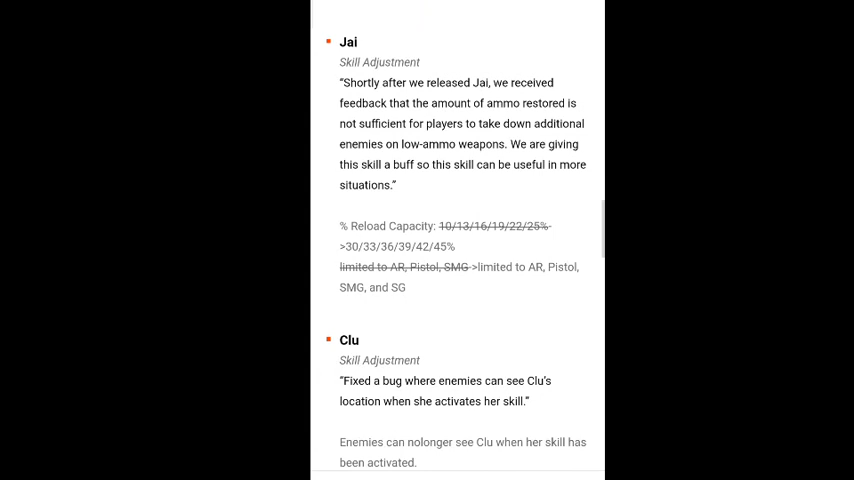 Jai
Skill Adjustment
“Shortly after we released Jai, we received
feedback that the amount of ammo restored is
not sufficient for players to take down additional
enemies on low-ammo weapons. We are giving
this skill a buff so this skill can be useful in more
situations.”
% Reload Capacity: 10/13/16/19/22/25%-
>30/33/36/39/42/45%
limited to AR, Pistol, SMG->limited to AR, Pistol,
SMG, and SG
Clu
Skill Adjustment
“Fixed a bug where enemies can see Clu’s
location when she activates her skill.”
Enemies can nolonger see Clu when her skill has
been activated.